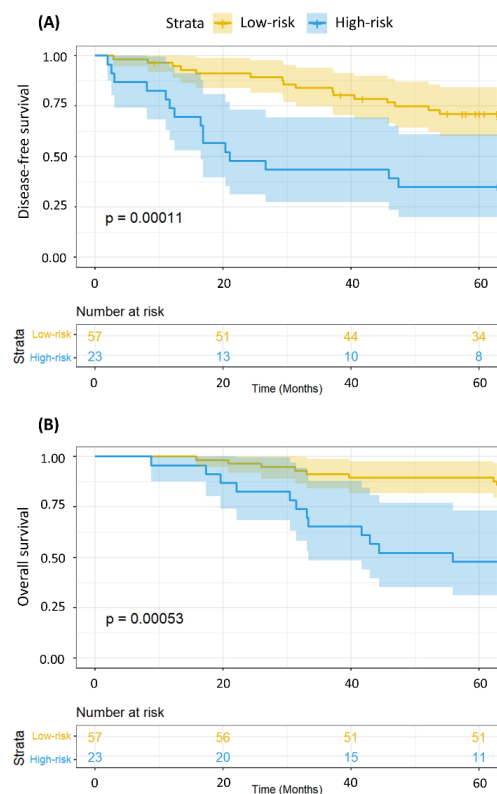 (A)
Strata Low-risk High-risk
Disease-free survival
1.00
0.75
0.50
0.25
0.00
p = 0.00011
0 20 40 60
Number at risk
Strata
Low-risk 57 51 44 34
High-risk 23 13 10 8
0 20 40 60
Time (Months)
(B)
Overall survival
1.00
0.75
0.50
0.25
0.00
p = 0.00053
0 20 40 60
Number at risk
Strata
Low-risk 57 56 51 51
High-risk 23 20 15 11
0 20 40 60
Time (Months)